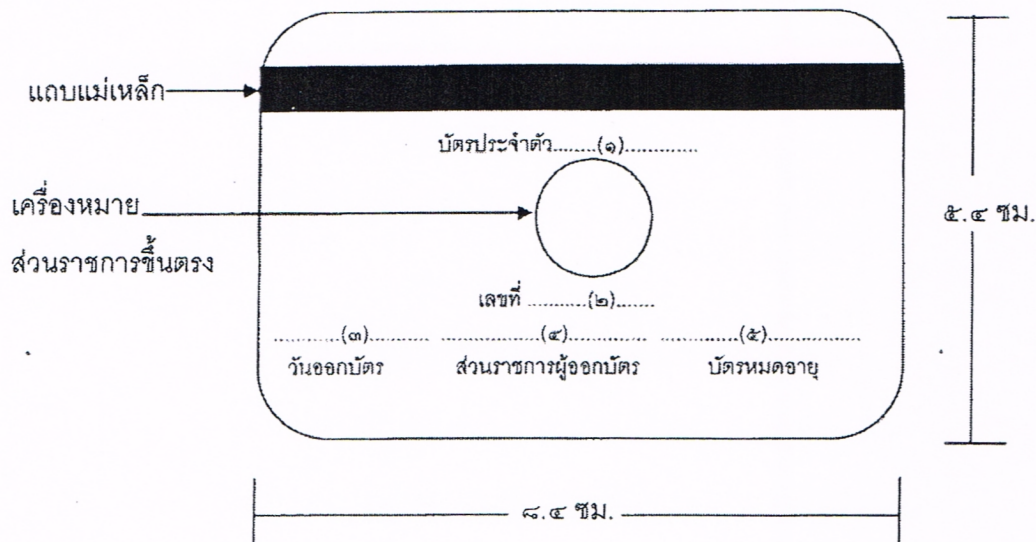 แถบแม่เหล็ก
บัตรประจำตัว........(๑).............
เครื่องหมาย
ส่วนราชการขึ้นตรง
๕.๔ ซม.
เลขที่ ...........(๒).......
............(๓)........... ..................(๔).............. ..............(๕)................
วันออกบัตร ส่วนราชการผู้ออกบัตร บัตรหมดอายุ
๘.๔ ซม.